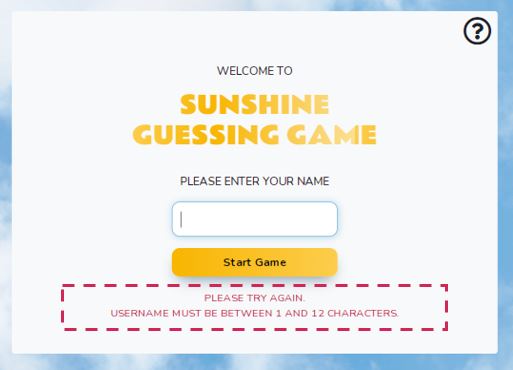 ?
WELCOME TO
SUNSHINE
GUESSING GAME
PLEASE ENTER YOUR NAME
Start Game
PLEASE TRY AGAIN.
USERNAME MUST BE BETWEEN 1 AND 12 CHARACTERS.